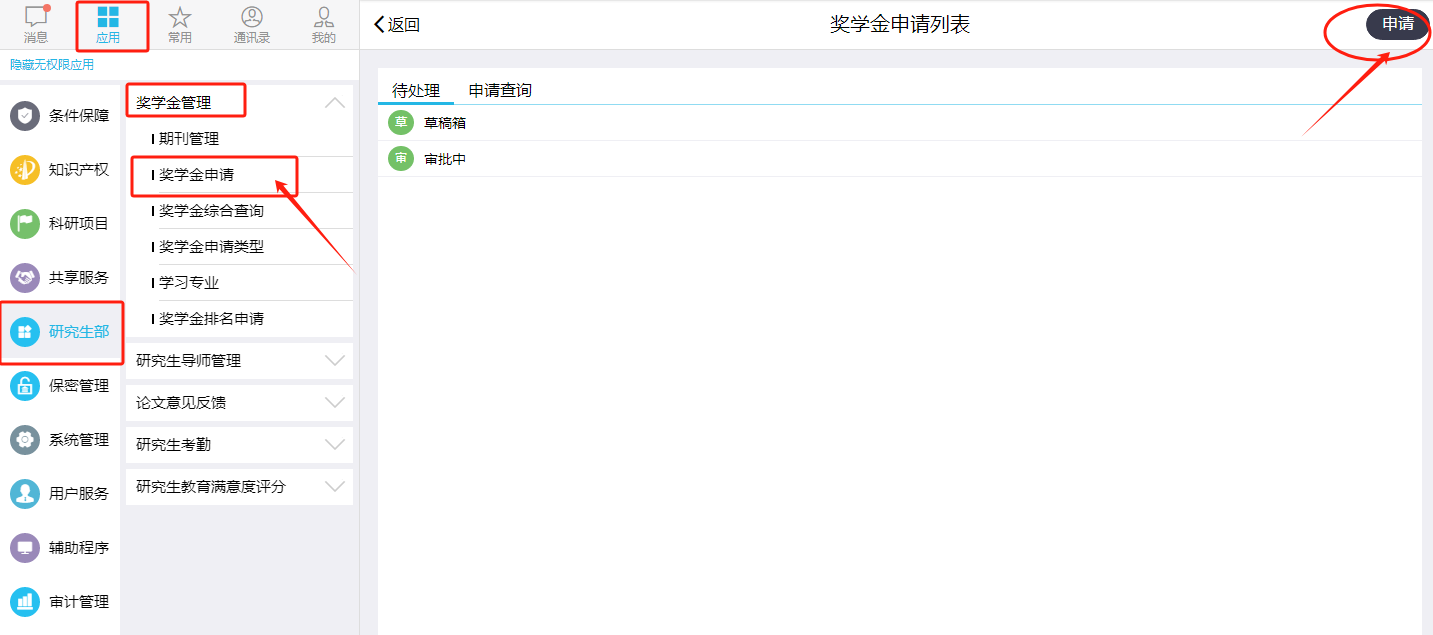 消息
应用
常用
通讯录
我的
返回
奖学金申请列表
申请
隐藏无权限应用
条件保障
知识产权
科研项目
共享服务
研究生部
保密管理
系统管理
用户服务
辅助程序
审计管理
奖学金管理
期刊管理
奖学金申请
奖学金综合查询
奖学金申请类型
学习专业
奖学金排名申请
研究生导师管理
论文意见反馈
研究生考勤
研究生教育满意度评分
待处理 申请查询
草 草稿箱
审 审批中